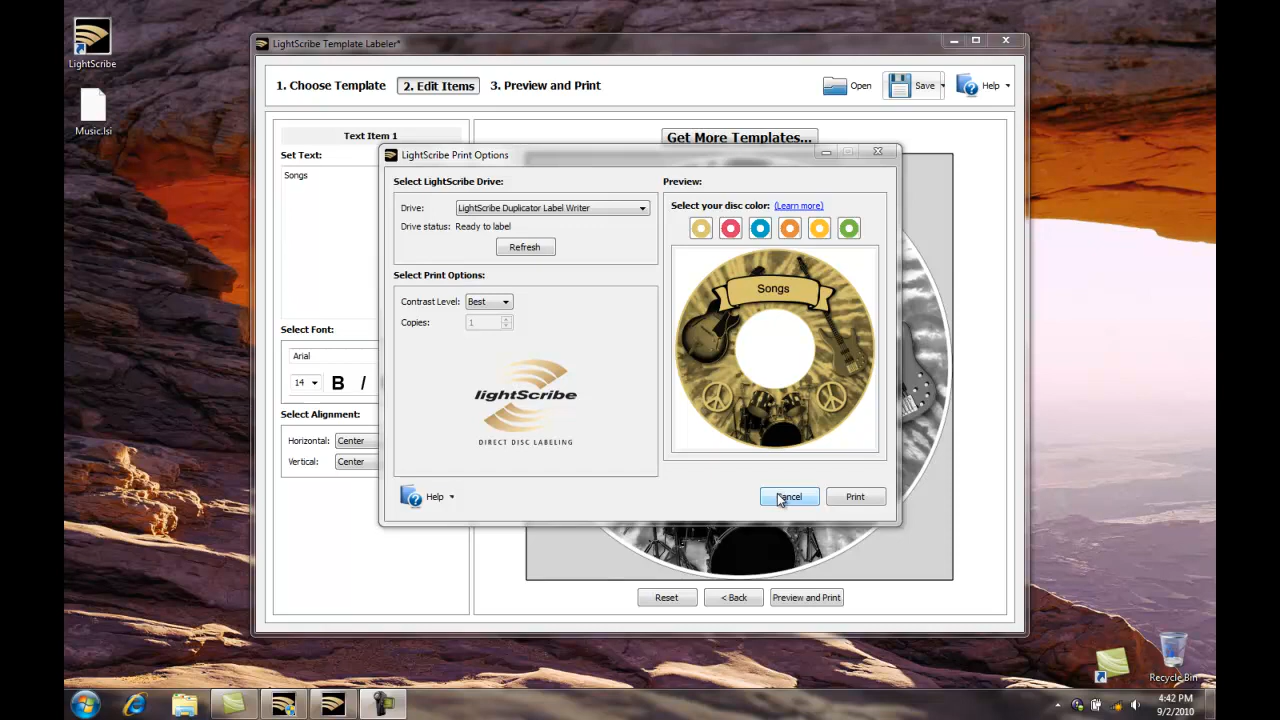 LightScribe
Music.lsi
LightScribe Template Labeler*
1. Choose Template 2. Edit Items 3. Preview and Print
Open Save Help
Text Item 1
Set Text:
Songs
Select Font:
Arial
14 B I
Select Alignment:
Horizontal: Center
Vertical: Center
Get More Templates...
LightScribe Print Options
Select LightScribe Drive:
Drive: LightScribe Duplicator Label Writer
Drive status: Ready to label
Refresh
Select Print Options:
Contrast Level: Best
Copies: 1
lightScribe
DIRECT DISC LABELING
Help
Preview:
Select your disc color: (Learn more)
Songs
Cancel Print
Reset < Back Preview and Print
Recycle Bin
4:42 PM
9/2/2010